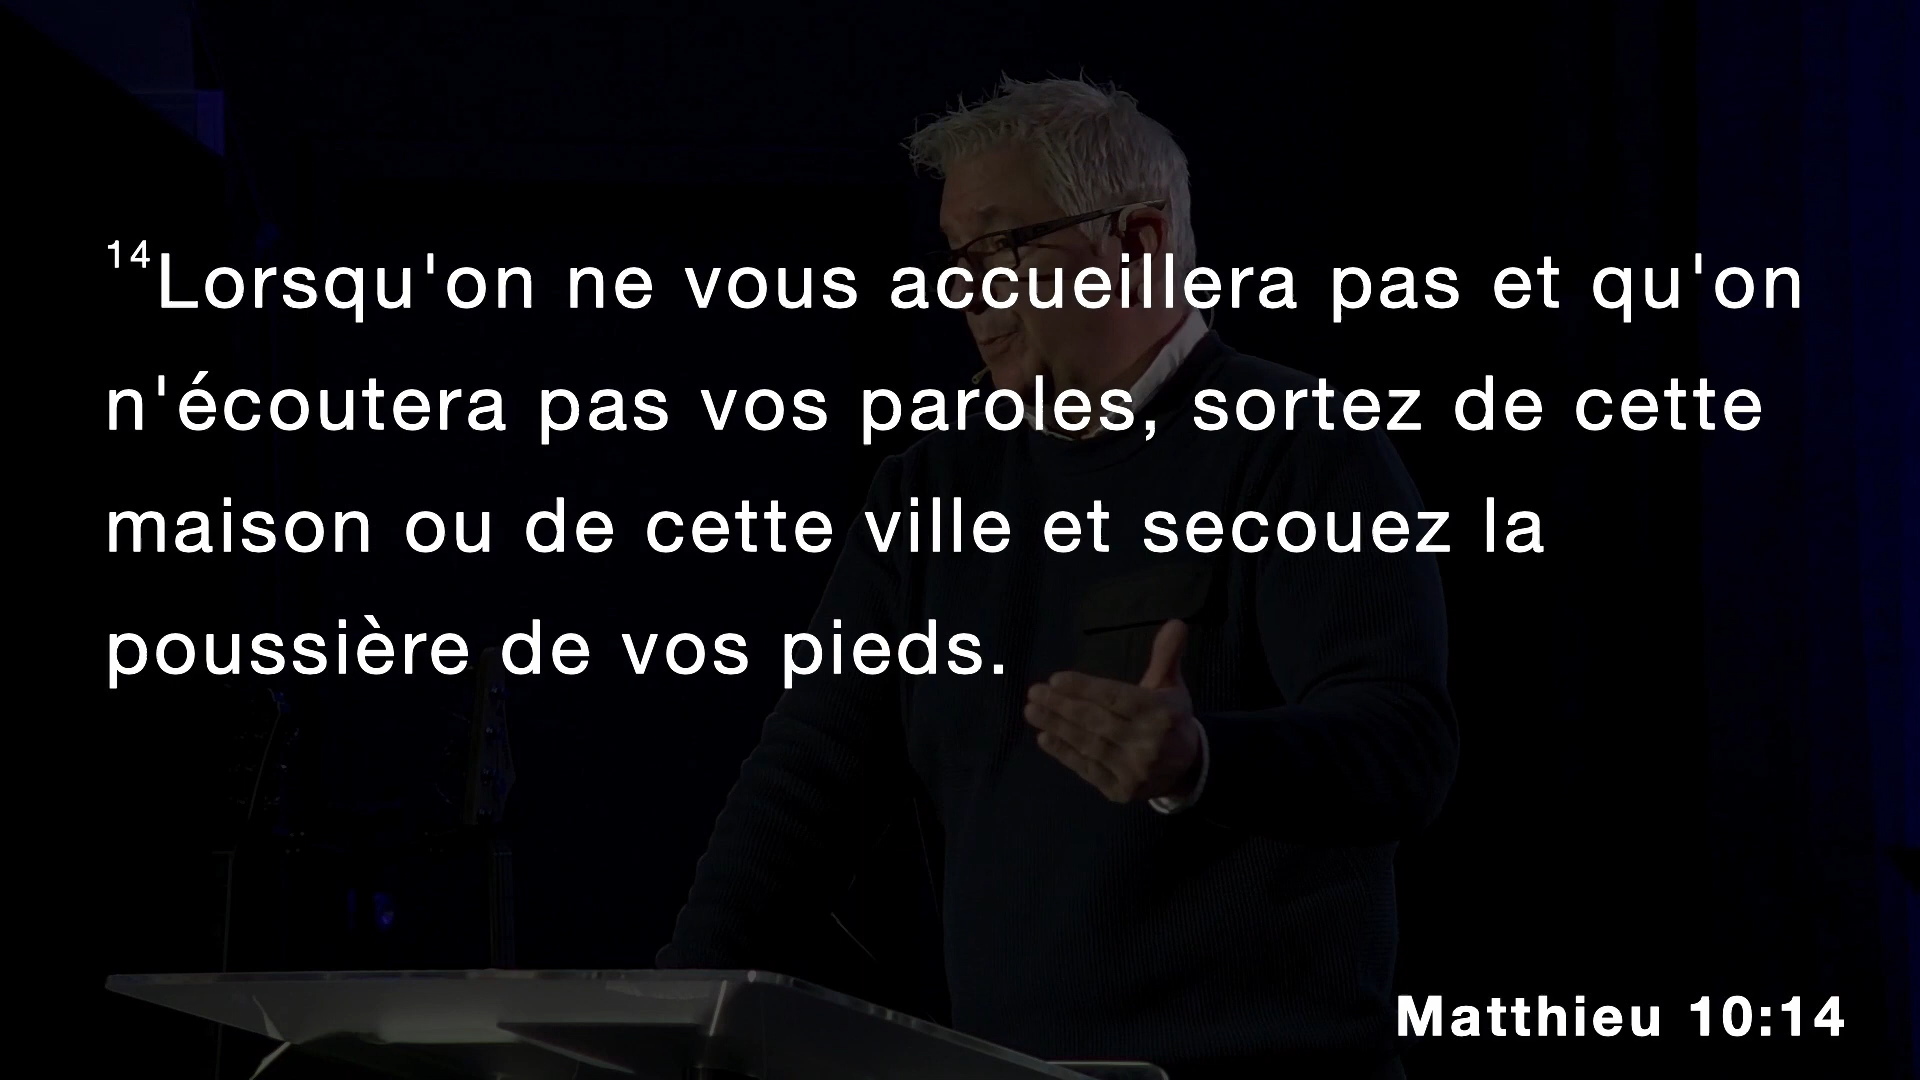 14Lorsqu'on ne vous accueillera pas et qu'on
n'écoutera pas vos paroles, sortez de cette
maison ou de cette ville et secouez la
poussière de vos pieds.
Matthieu 10:14